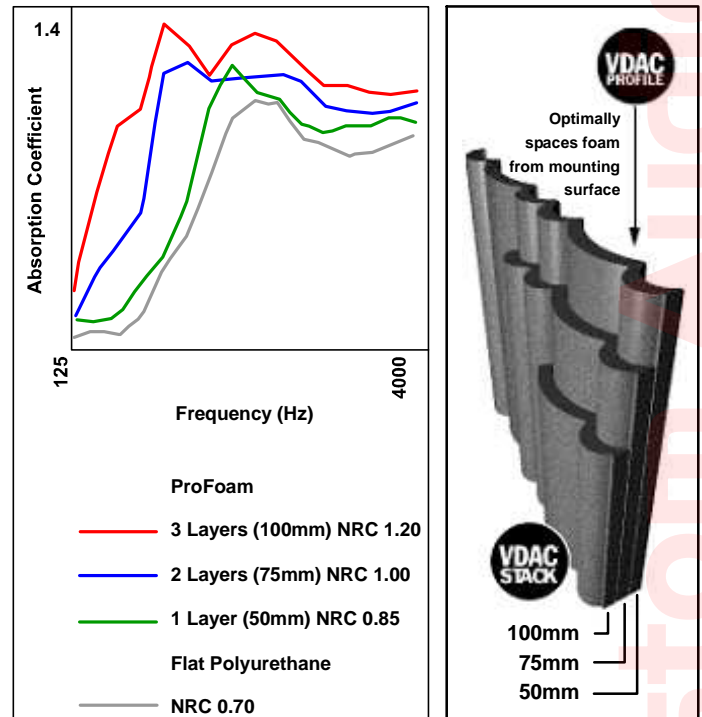 1.4
Absorption Coefficient
125
4000
Frequency (Hz)
ProFoam
3 Layers (100mm) NRC 1.20
2 Layers (75mm) NRC 1.00
1 Layer (50mm) NRC 0.85
Flat Polyurethane
NRC 0.70
VDAC
PROFILE
Optimally
spaces foam
from mounting
surface
VDAC
STACK
100mm
75mm
50mm